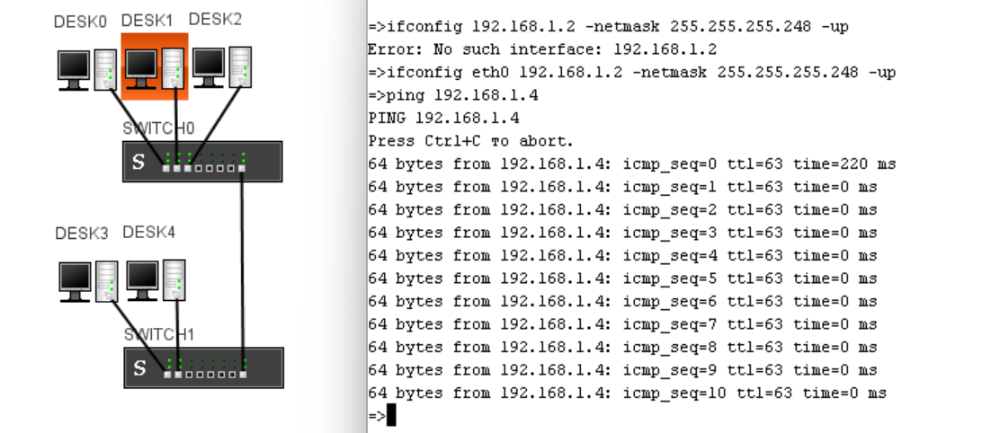 DESK0 DESK1 DESK2
SWITCH0
S
DESK3 DESK4
SWITCH1
S
=>ifconfig 192.168.1.2 -netmask 255.255.255.248 -up
Error: No such interface: 192.168.1.2
=>ifconfig eth0 192.168.1.2 -netmask 255.255.255.248 -up
=>ping 192.168.1.4
PING 192.168.1.4
Press Ctrl+C то abort.
64 bytes from 192.168.1.4: icmp_seq=0 ttl=63 time=220 ms
64 bytes from 192.168.1.4: icmp_seq=1 ttl=63 time=0 ms
64 bytes from 192.168.1.4: icmp_seq=2 ttl=63 time=0 ms
64 bytes from 192.168.1.4: icmp_seq=3 ttl=63 time=0 ms
64 bytes from 192.168.1.4: icmp_seq=4 ttl=63 time=0 ms
64 bytes from 192.168.1.4: icmp_seq=5 ttl=63 time=0 ms
64 bytes from 192.168.1.4: icmp_seq=6 ttl=63 time=0 ms
64 bytes from 192.168.1.4: icmp_seq=7 ttl=63 time=0 ms
64 bytes from 192.168.1.4: icmp_seq=8 ttl=63 time=0 ms
64 bytes from 192.168.1.4: icmp_seq=9 ttl=63 time=0 ms
64 bytes from 192.168.1.4: icmp_seq=10 ttl=63 time=0 ms
=>